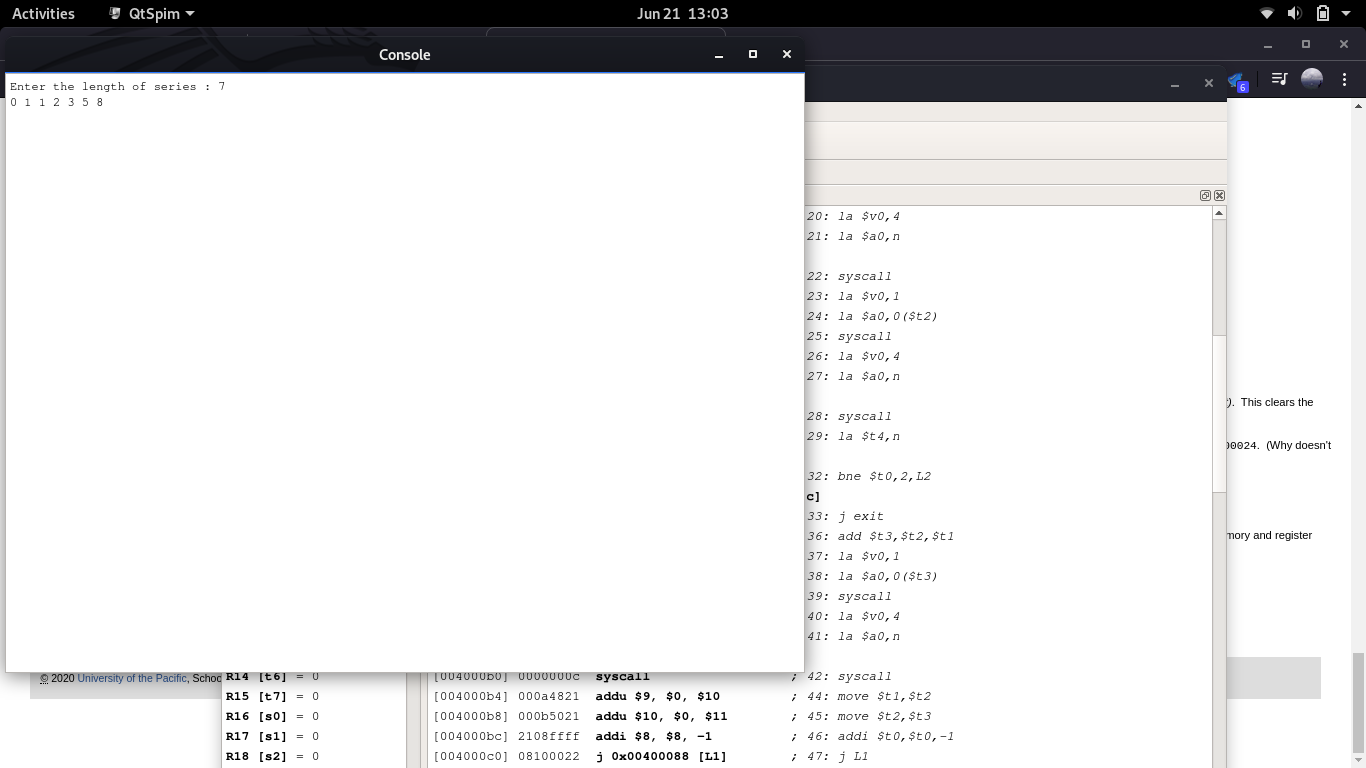 Activities QtSpim Jun 21 13:03
Console
Enter the length of series : 7
0 1 1 2 3 5 8
6
20: la $v0,4
21: la $a0,n
22: syscall
23: la $v0,1
24: la $a0,0($t2)
25: syscall
26: la $v0,4
27: la $a0,n
28: syscall
29: la $t4,n
32: bne $t0,2,L2
c]
33: j exit
36: add $t3,$t2,$t1
37: la $v0,1
38: la $a0,0($t3)
39: syscall
40: la $v0,4
41: la $a0,n
). This clears the
00024. (Why doesn't
mory and register
© 2020 University of the Pacific, Schoo
R14 [t6] = 0
R15 [t7] = 0
R16 [s0] = 0
R17 [s1] = 0
R18 [s2] = 0
[004000b0] 0000000c syscall ; 42: syscall
[004000b4] 000a4821 addu $9, $0, $10 ; 44: move $t1,$t2
[004000b8] 000b5021 addu $10, $0, $11 ; 45: move $t2,$t3
[004000bc] 2108ffff addi $8, $8, -1 ; 46: addi $t0,$t0,-1
[004000c0] 08100022 j 0x00400088 [L1] ; 47: j L1